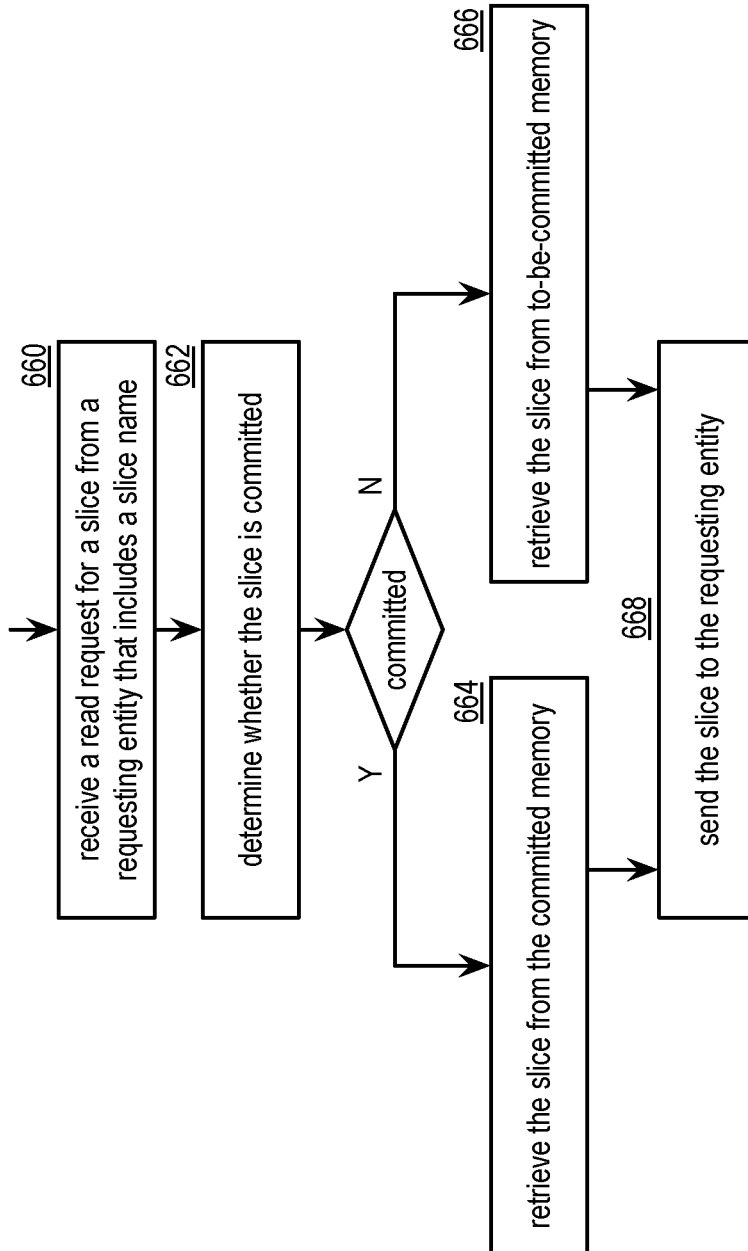 660
receive a read request for a slice from a
requesting entity that includes a slice name
662
determine whether the slice is committed
committed
Y
N
664
retrieve the slice from the committed memory
666
retrieve the slice from to-be-committed memory
668
send the slice to the requesting entity